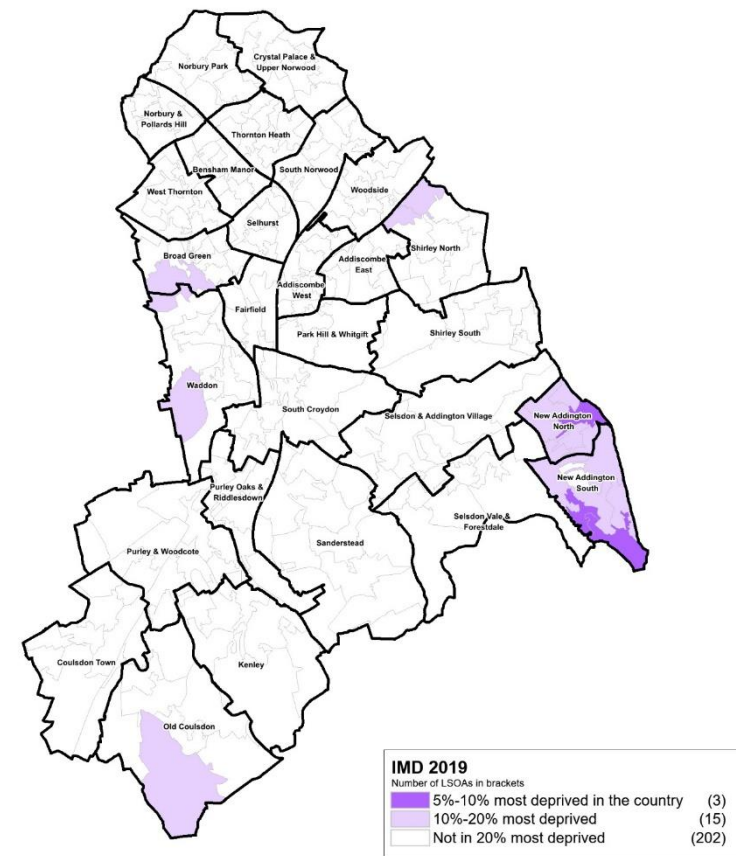 Norbury Park
Crystal Palace &
Upper Norwood
Norbury &
Pollards Hill
Thornton Heath
Bensham Manor
South Norwood
West Thornton
Woodside
Selhurst
Broad Green
Shirley North
Addiscombe
East
Addiscombe
West
Fairfield
Park Hill & Whitgift
Shirley South
Waddon
South Croydon
Selsdon & Addington Village
New Addington
North
New Addington
South
Purley Oaks &
Riddlesdown
Selsdon Vale &
Forestdale
Sanderstead
Purley & Woodcote
Coulsdon Town
Kenley
Old Coulsdon
IMD 2019
Number of LSOAs in brackets
5%-10% most deprived in the country (3)
10%-20% most deprived (15)
Not in 20% most deprived (202)